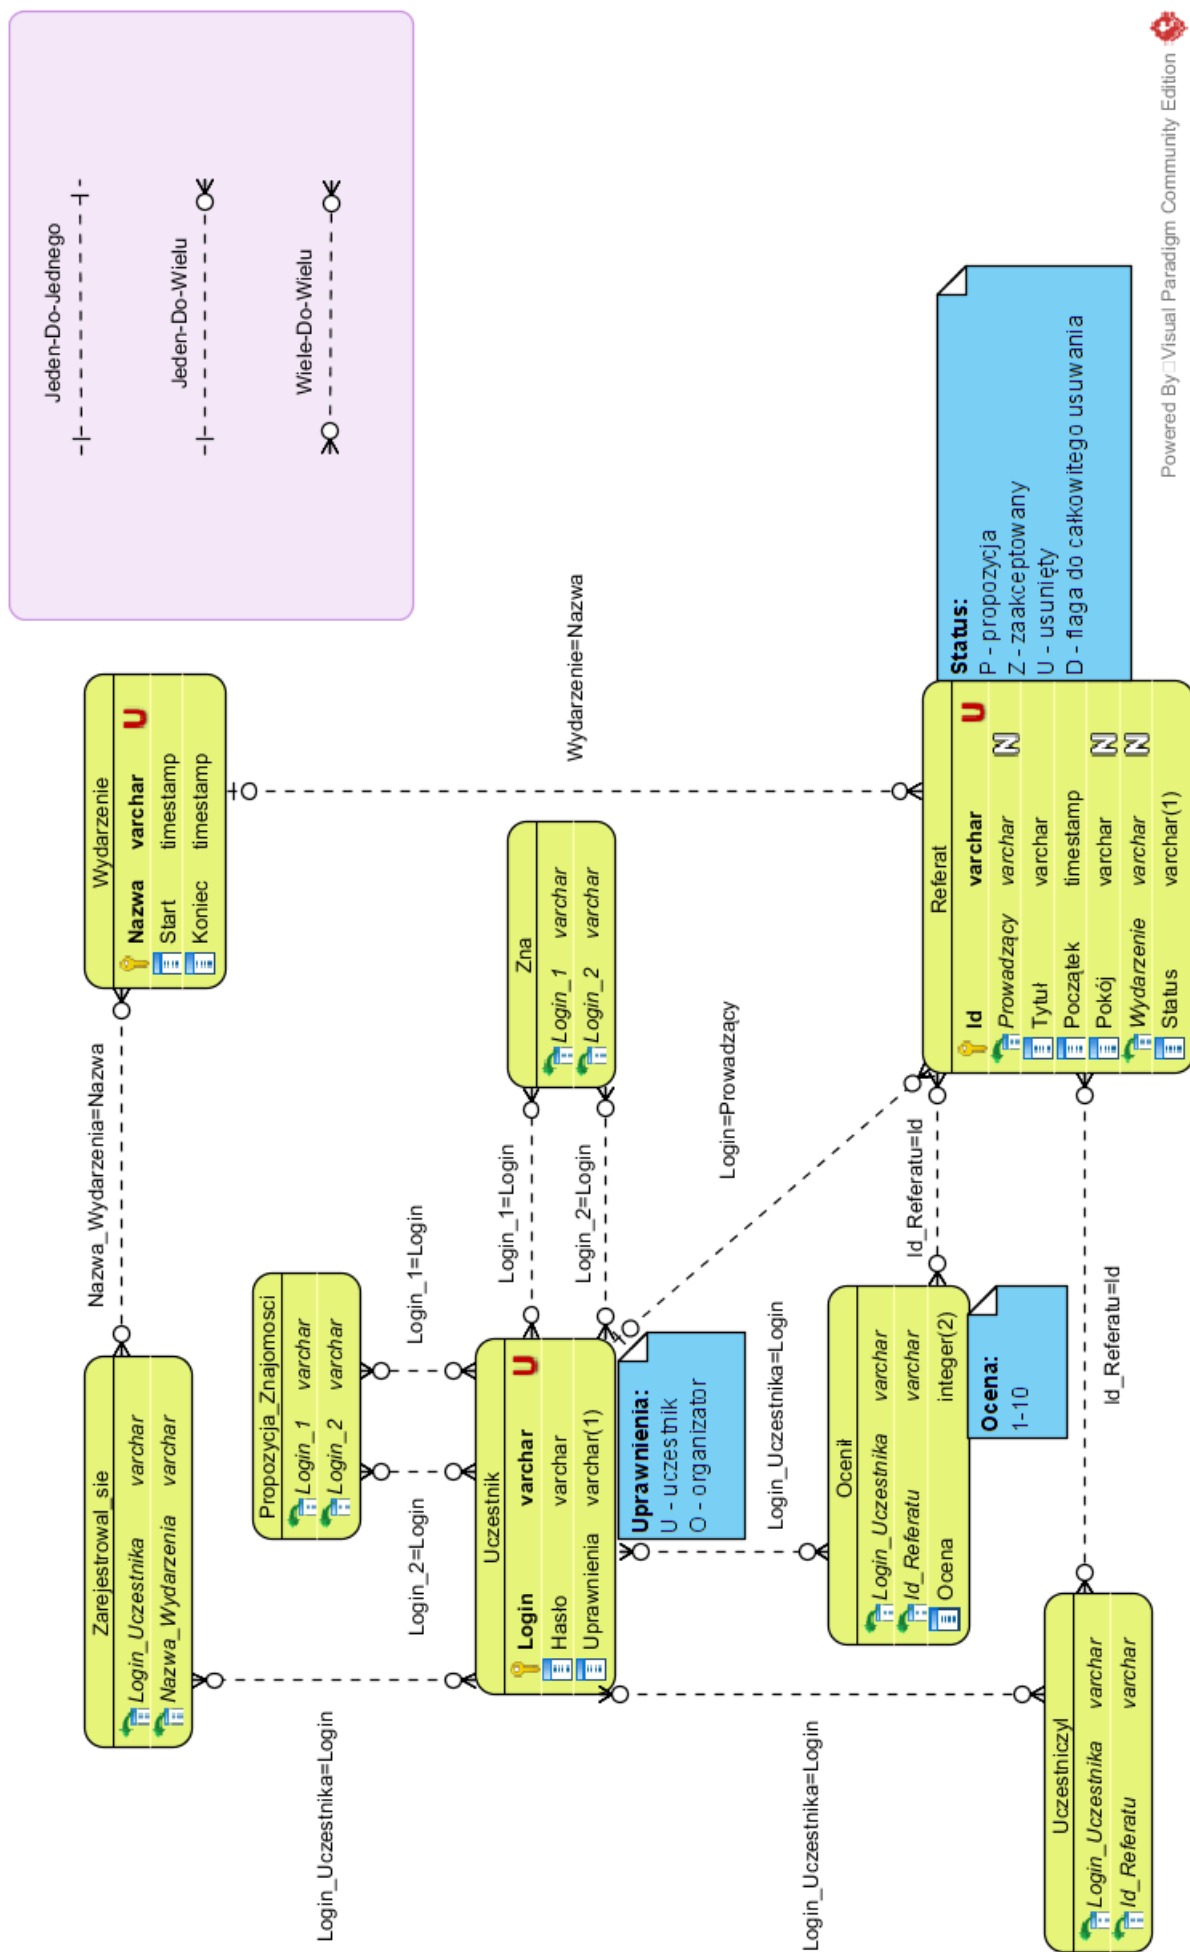 Zarejestrowal_sie
Login_Uczestnika varchar
Nazwa_Wydarzenia varchar
Nazwa_Wydarzenia=Nazwa
Wydarzenie
Nazwa varchar U
Start timestamp
Koniec timestamp
Jeden-Do-Jednego
Jeden-Do-Wielu
Wiele-Do-Wielu
Propozycja_Znajomosci
Login_1 varchar
Login_2 varchar
Login_Uczestnika=Login
Login_2=Login
Login_1=Login
Uczestnik
Login varchar U
Hasło varchar
Uprawnienia varchar(1)
Login_1=Login
Login_2=Login
Zna
Login_1 varchar
Login_2 varchar
Wydarzenie=Nazwa
Uprawnienia:
U - uczestnik
O - organizator
Login=Prowadzący
Login_Uczestnika=Login
Login_Uczestnika=Login
Ocenił
Login_Uczestnika varchar
Id_Referatu varchar
Ocena integer(2)
Ocena:
1-10
Id_Referatu=Id
Referat
Id varchar U
Prowadzący varchar N
Tytuł varchar
Początek timestamp
Pokój varchar N
Wydarzenie varchar N
Status varchar(1)
Status:
P - propozycja
Z - zaakceptowany
U - usunięty
D - flaga do całkowitego usuwania
Uczestniczyl
Login_Uczestnika varchar
Id_Referatu varchar
Id_Referatu=Id
Powered By Visual Paradigm Community Edition